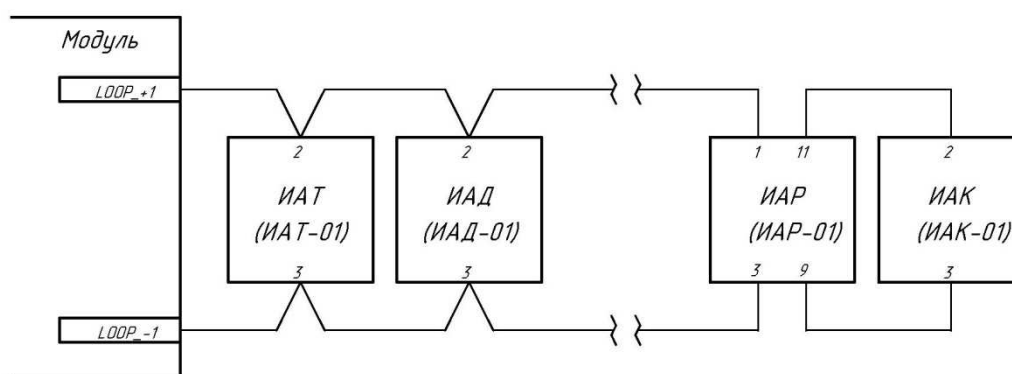 Модуль
LOOP_+1
2
2
1 11
2
ИАТ
(ИАТ-01)
ИАД
(ИАД-01)
ИАР
(ИАР-01)
ИАК
(ИАК-01)
3
3
3 9
3
LOOP_-1